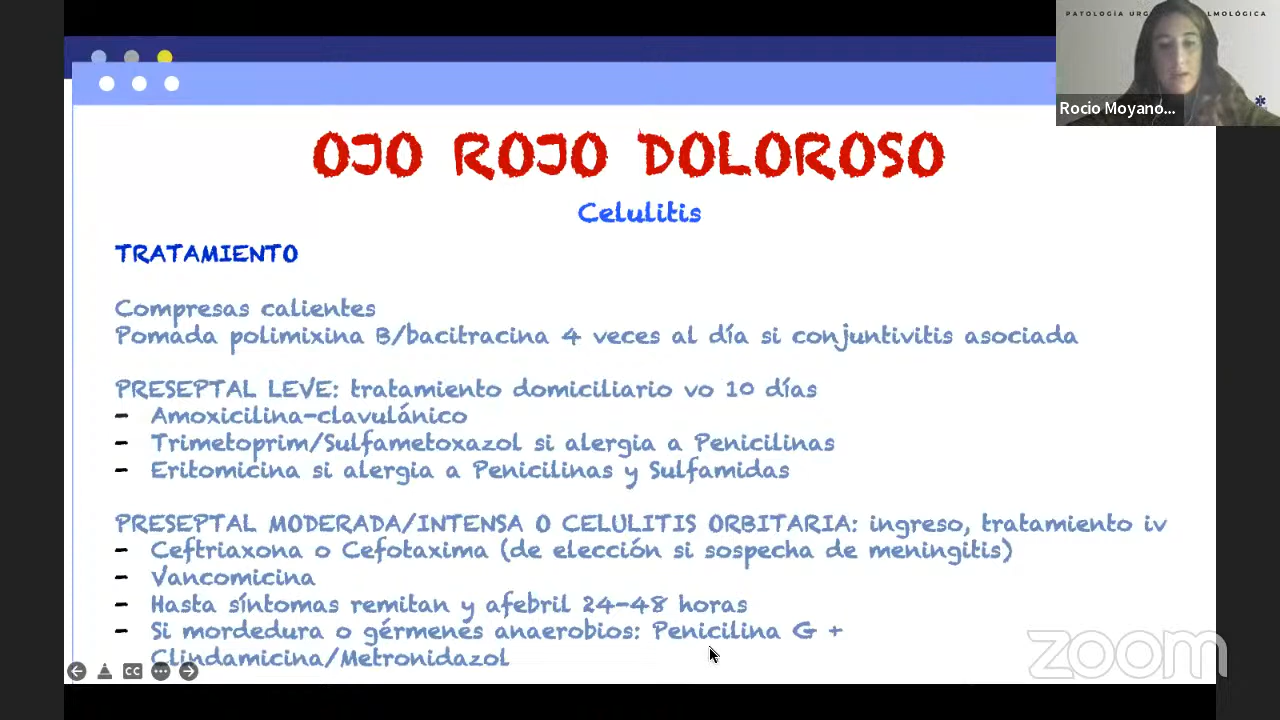 PATOLOGÍA URG LMOLÓGICA
Rocio Moyano...
OJO ROJO DOLOROSO
Celulitis
TRATAMIENTO
Compresas calientes
Pomada polimixina B/bacitracina 4 veces al día si conjuntivitis asociada
PRESEPTAL LEVE: tratamiento domiciliario vo 10 días
- Amoxicilina-clavulánico
- Trimetoprim/Sulfametoxazol si alergia a Penicilinas
- Eritomicina si alergia a Penicilinas y Sulfamidas
PRESEPTAL MODERADA/INTENSA O CELULITIS ORBITARIA: ingreso, tratamiento iv
- Ceftriaxona o Cefotaxima (de elección si sospecha de meningitis)
- Vancomicina
- Hasta síntomas remitan y afebril 24-48 horas
- Si mordedura o gérmenes anaerobios: Penicilina G +
Clindamicina/Metronidazol
CC
zoom